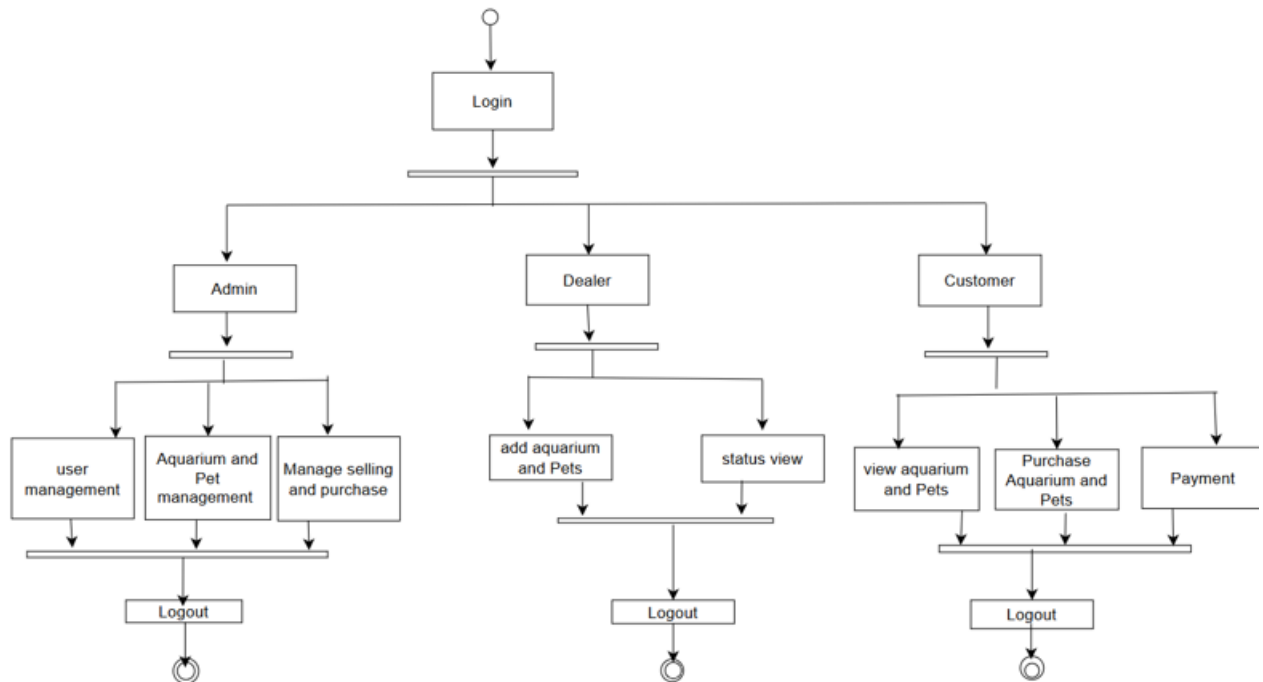 Login
Admin
Dealer
Customer
user
management
Aquarium and
Pet
management
Manage selling
and purchase
add aquarium
and Pets
status view
view aquarium
and Pets
Purchase
Aquarium and
Pets
Payment
Logout
Logout
Logout